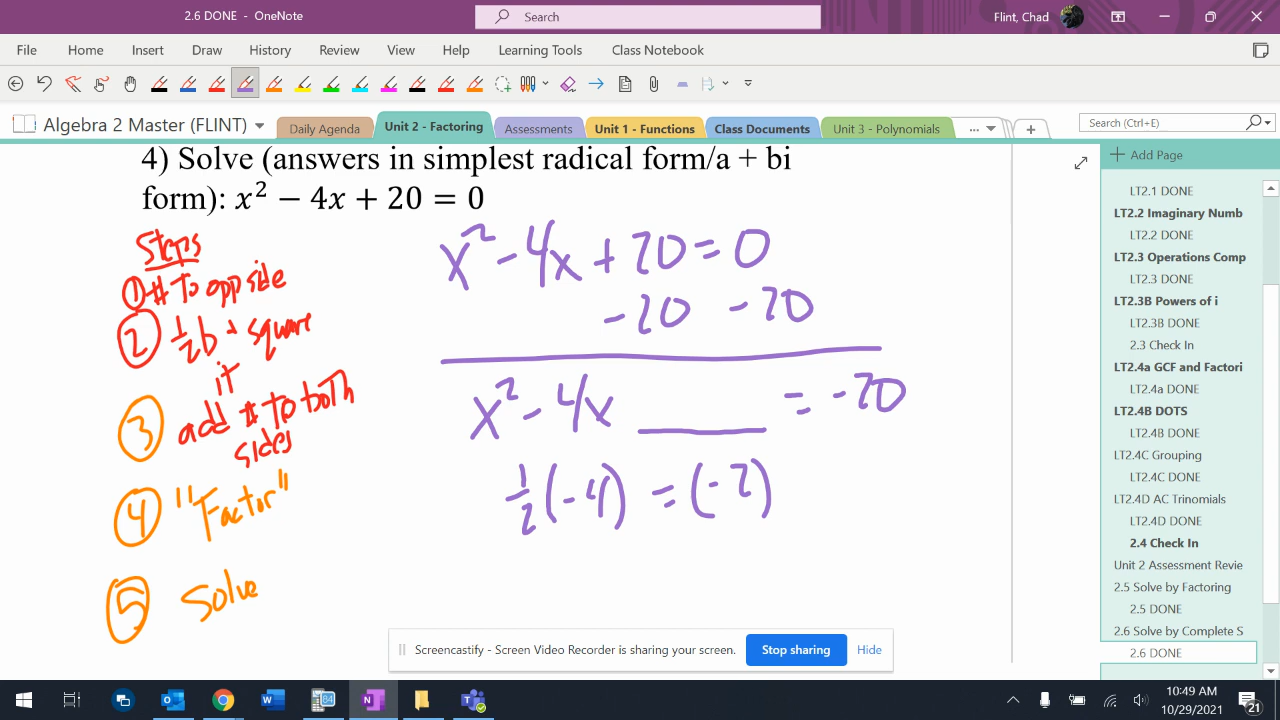 2.6 DONE - OneNote
Search
Flint, Chad
File Home Insert Draw History Review View Help Learning Tools Class Notebook
Algebra 2 Master (FLINT)
Daily Agenda
Unit 2 - Factoring
Assessments
Unit 1 - Functions
Class Documents
Unit 3 - Polynomials
...
Search (Ctrl+E)
4) Solve (answers in simplest radical form/a + bi
form): x² − 4x + 20 = 0
Steps
① # To opp side
② ½b + square
it
③ add # to both
sides
④ "Factor"
⑤ Solve
x² - 4x + 20 = 0
- 20 - 20
x² - 4x ____ = -20
½(-4) = (-2)
Add Page
LT2.1 DONE
LT2.2 Imaginary Numb
LT2.2 DONE
LT2.3 Operations Comp
LT2.3 DONE
LT2.3B Powers of i
LT2.3B DONE
2.3 Check In
LT2.4a GCF and Factori
LT2.4a DONE
LT2.4B DOTS
LT2.4B DONE
LT2.4C Grouping
LT2.4C DONE
LT2.4D AC Trinomials
LT2.4D DONE
2.4 Check In
Unit 2 Assessment Revie
2.5 Solve by Factoring
2.5 DONE
2.6 Solve by Complete S
2.6 DONE
Screencastify - Screen Video Recorder is sharing your screen.
Stop sharing
Hide
84
10:49 AM
10/29/2021
21